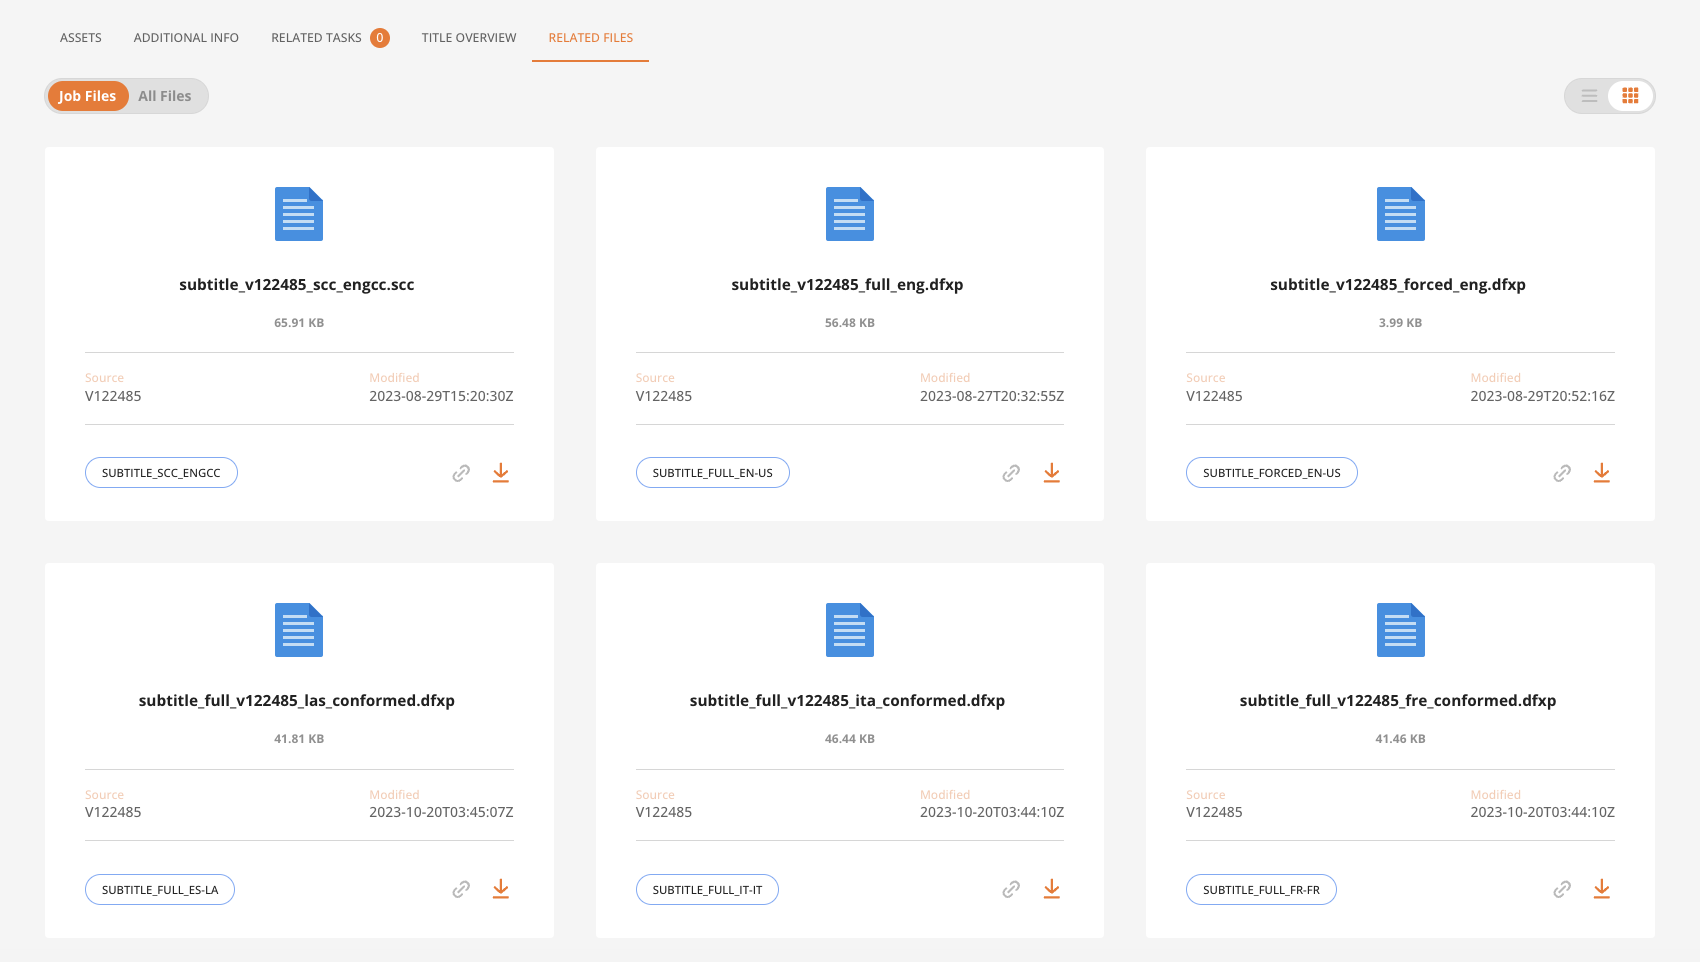 ASSETS ADDITIONAL INFO RELATED TASKS 0 TITLE OVERVIEW RELATED FILES
Job Files All Files
subtitle_v122485_scc_engcc.scc
65.91 KB
Source Modified
V122485 2023-08-29T15:20:30Z
SUBTITLE_SCC_ENGCC
subtitle_v122485_full_eng.dfxp
56.48 KB
Source Modified
V122485 2023-08-27T20:32:55Z
SUBTITLE_FULL_EN-US
subtitle_v122485_forced_eng.dfxp
3.99 KB
Source Modified
V122485 2023-08-29T20:52:16Z
SUBTITLE_FORCED_EN-US
subtitle_full_v122485_las_conformed.dfxp
41.81 KB
Source Modified
V122485 2023-10-20T03:45:07Z
SUBTITLE_FULL_ES-LA
subtitle_full_v122485_ita_conformed.dfxp
46.44 KB
Source Modified
V122485 2023-10-20T03:44:10Z
SUBTITLE_FULL_IT-IT
subtitle_full_v122485_fre_conformed.dfxp
41.46 KB
Source Modified
V122485 2023-10-20T03:44:10Z
SUBTITLE_FULL_FR-FR